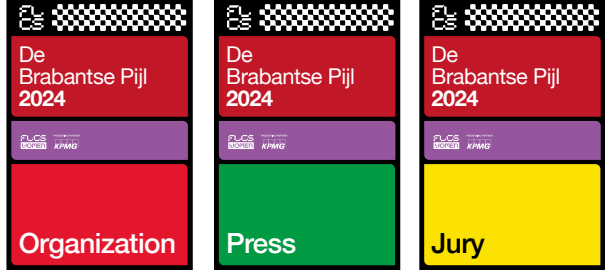 De
Brabantse Pijl
2024
FLCS
WOMEN
KPMG
Organization
De
Brabantse Pijl
2024
FLCS
WOMEN
KPMG
Press
De
Brabantse Pijl
2024
FLCS
WOMEN
KPMG
Jury